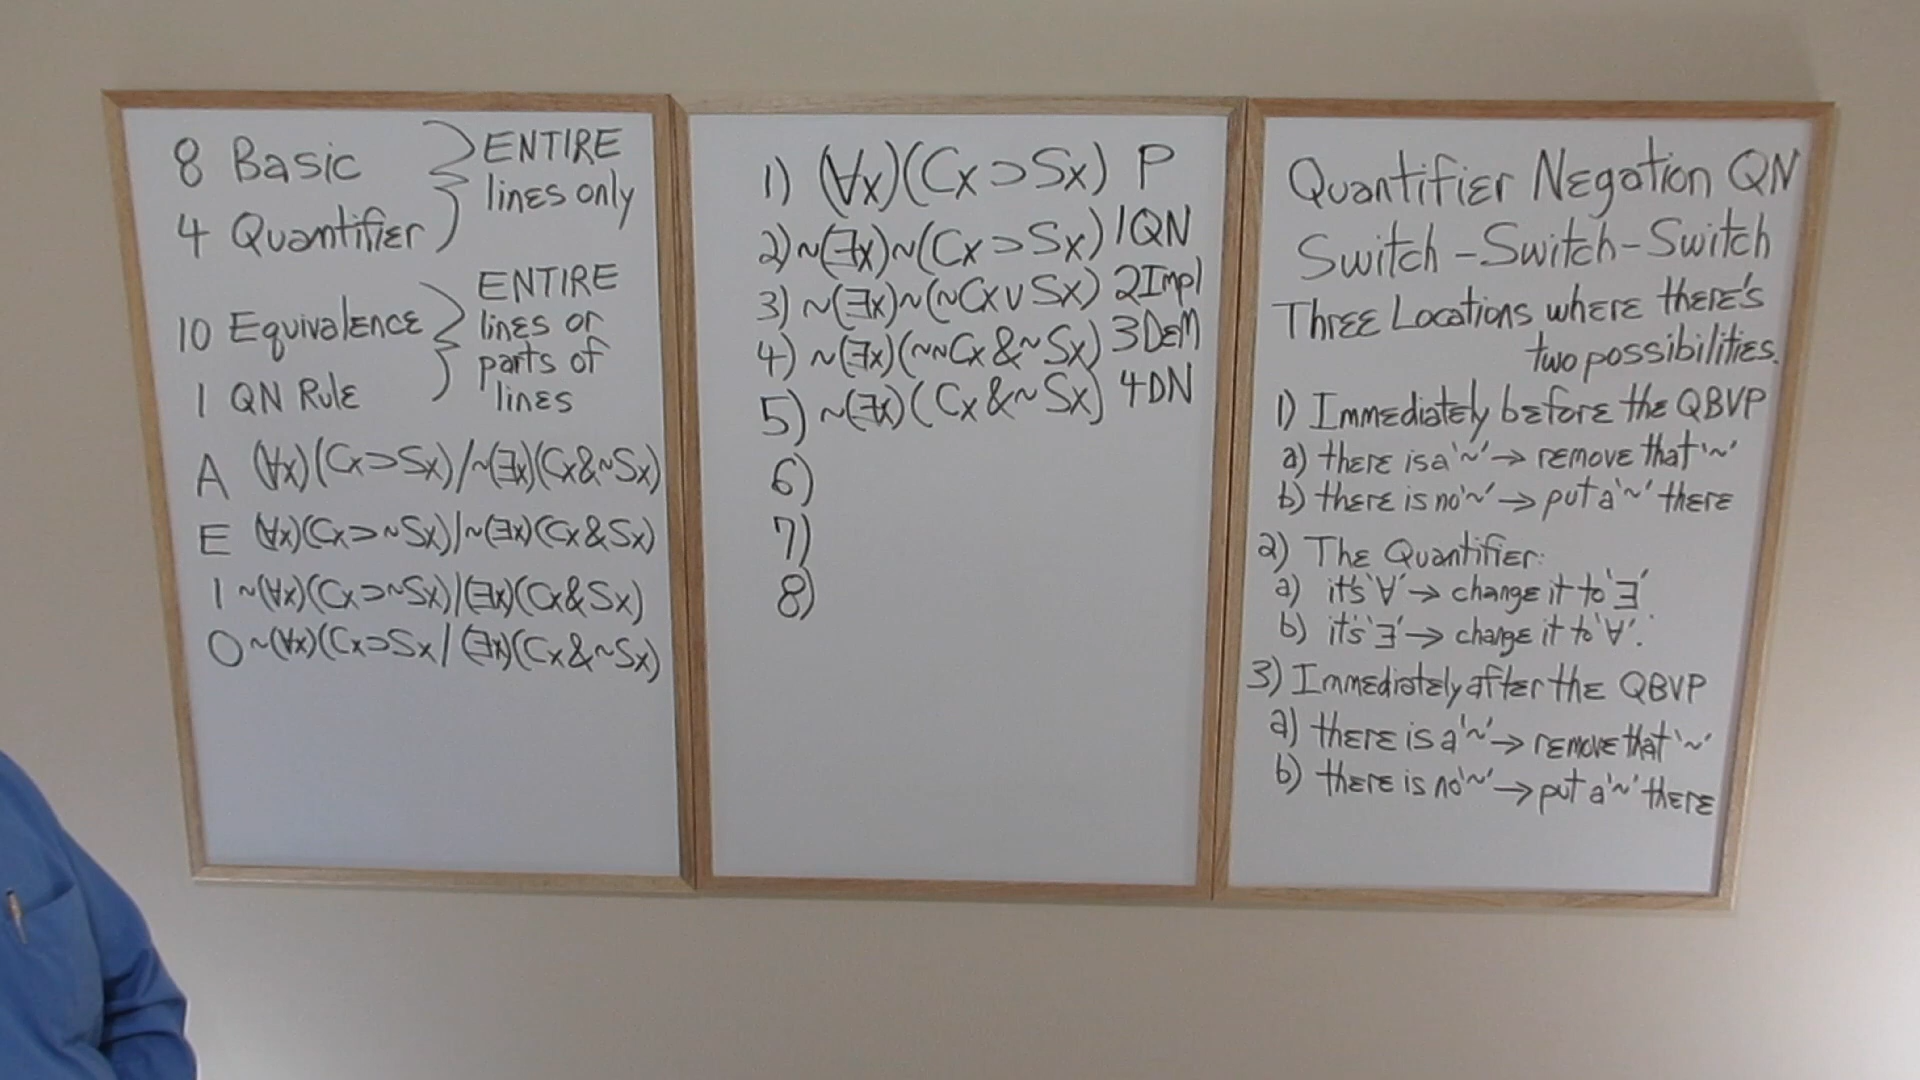 8 Basic
4 Quantifier
ENTIRE
lines only
10 Equivalence
1 QN Rule
ENTIRE
lines or
parts of
lines
A (∀x)(Cx⊃Sx)/~(∃x)(Cx&~Sx)
E (∀x)(Cx⊃~Sx)/~(∃x)(Cx&Sx)
I ~(∀x)(Cx⊃~Sx)/(∃x)(Cx&Sx)
O ~(∀x)(Cx⊃Sx/(∃x)(Cx&~Sx)
1) (∀x)(Cx⊃Sx) P
2) ~(∃x)~(Cx⊃Sx) 1QN
3) ~(∃x)~(~Cx∨Sx) 2Impl
4) ~(∃x)(~~Cx&~Sx) 3DeM
5) ~(∃x)(Cx&~Sx) 4DN
6)
7)
8)
Quantifier Negation QN
Switch-Switch-Switch
Three Locations where there's
two possibilities.
1) Immediately before the QBVP
a) there is a '~' → remove that '~'
b) there is no '~' → put a '~' there
2) The Quantifier:
a) it's '∀' → change it to '∃'
b) it's '∃' → change it to '∀'.
3) Immediately after the QBVP
a) there is a '~' → remove that '~'
b) there is no '~' → put a '~' there